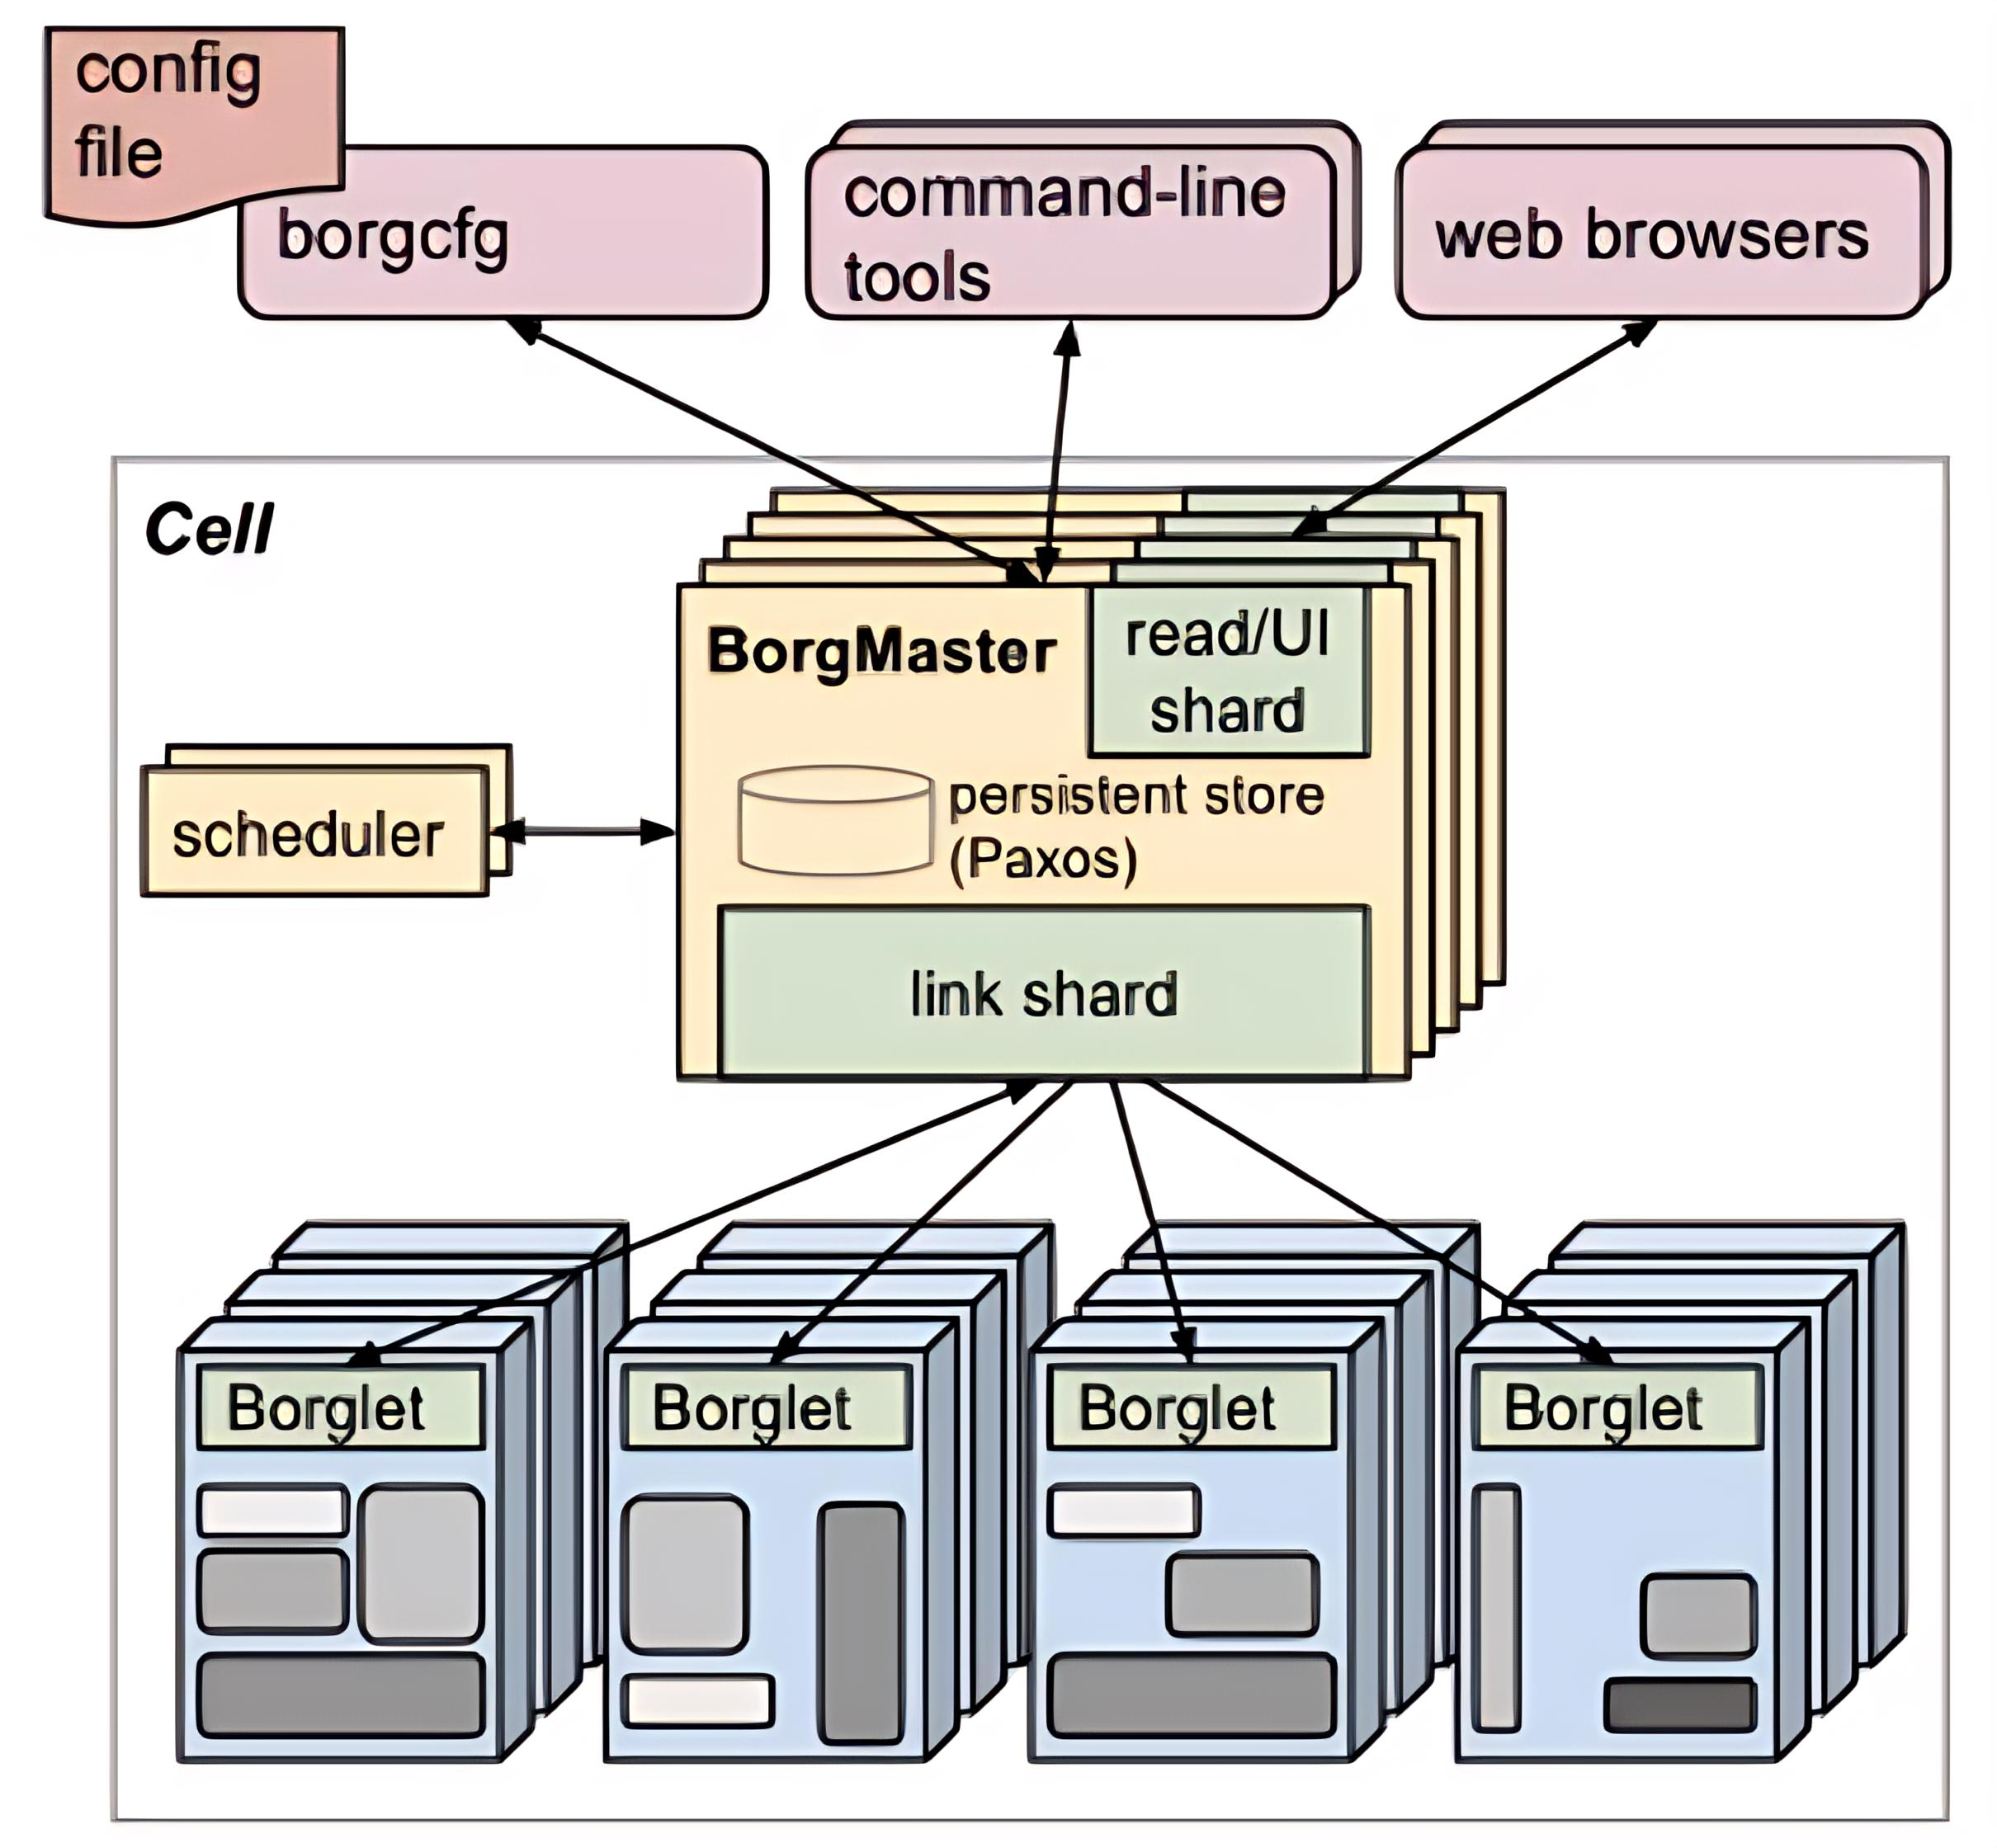 config
file
borgcfg
command-line
tools
web browsers
Cell
BorgMaster
read/UI
shard
scheduler
persistent store
(Paxos)
link shard
Borglet
Borglet
Borglet
Borglet